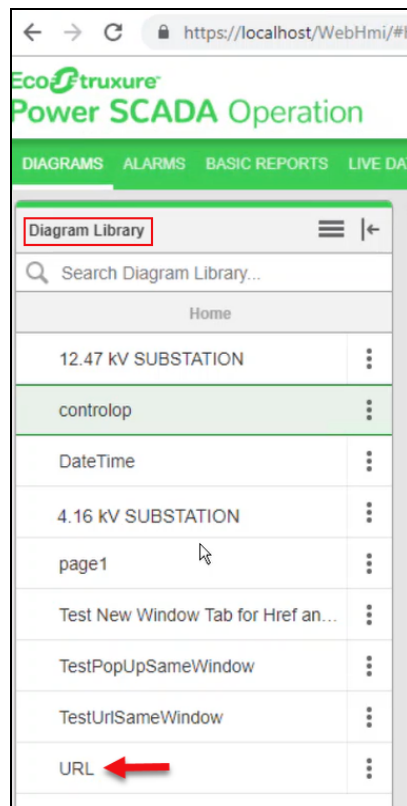 https://localhost/WebHmi/#
EcoStruxure
Power SCADA Operation
DIAGRAMS ALARMS BASIC REPORTS LIVE DA
Diagram Library
Search Diagram Library...
Home
12.47 kV SUBSTATION
controlop
DateTime
4.16 kV SUBSTATION
page1
Test New Window Tab for Href an...
TestPopUpSameWindow
TestUrlSameWindow
URL